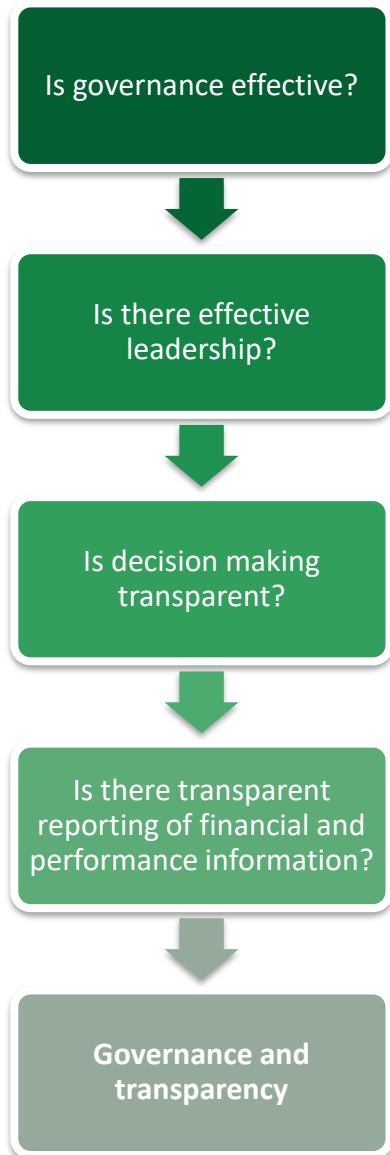 Is governance effective?
Is there effective
leadership?
Is decision making
transparent?
Is there transparent
reporting of financial and
performance information?
Governance and
transparency